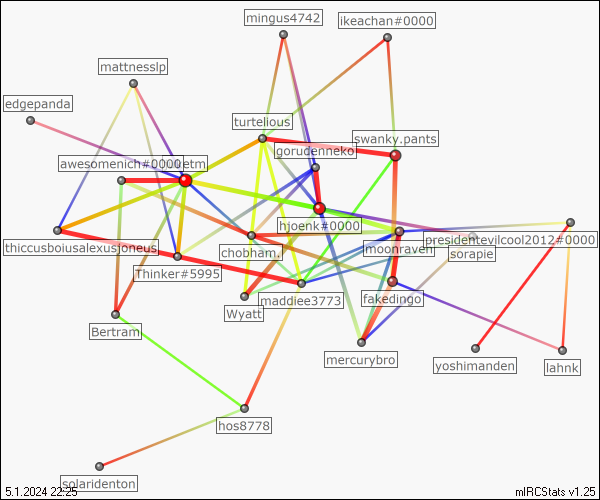 mingus4742
ikeachan#0000
mattnesslp
edgepanda
turtelious
swanky.pants
gorudenneko
awesomenich#0000
etm
hjoenk#0000
thiccusboiusalexcsjoneus
chobham.
moonraven
presidentevilcool2012#0000
sorapie
Thinker#5995
maddiee3773
fakedingo
Wyatt
Bertram
mercurybro
yoshimanden
lahnk
hos8778
solaridenton
5.1.2024 22:25
mIRCStats v1.25